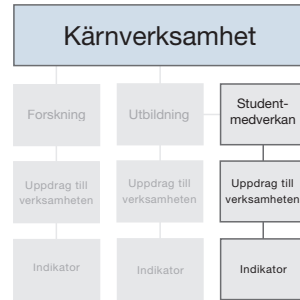 Kärnverksamhet
Forskning
Utbildning
Student-
medverkan
Uppdrag till
verksamheten
Uppdrag till
verksamheten
Uppdrag till
verksamheten
Indikator
Indikator
Indikator